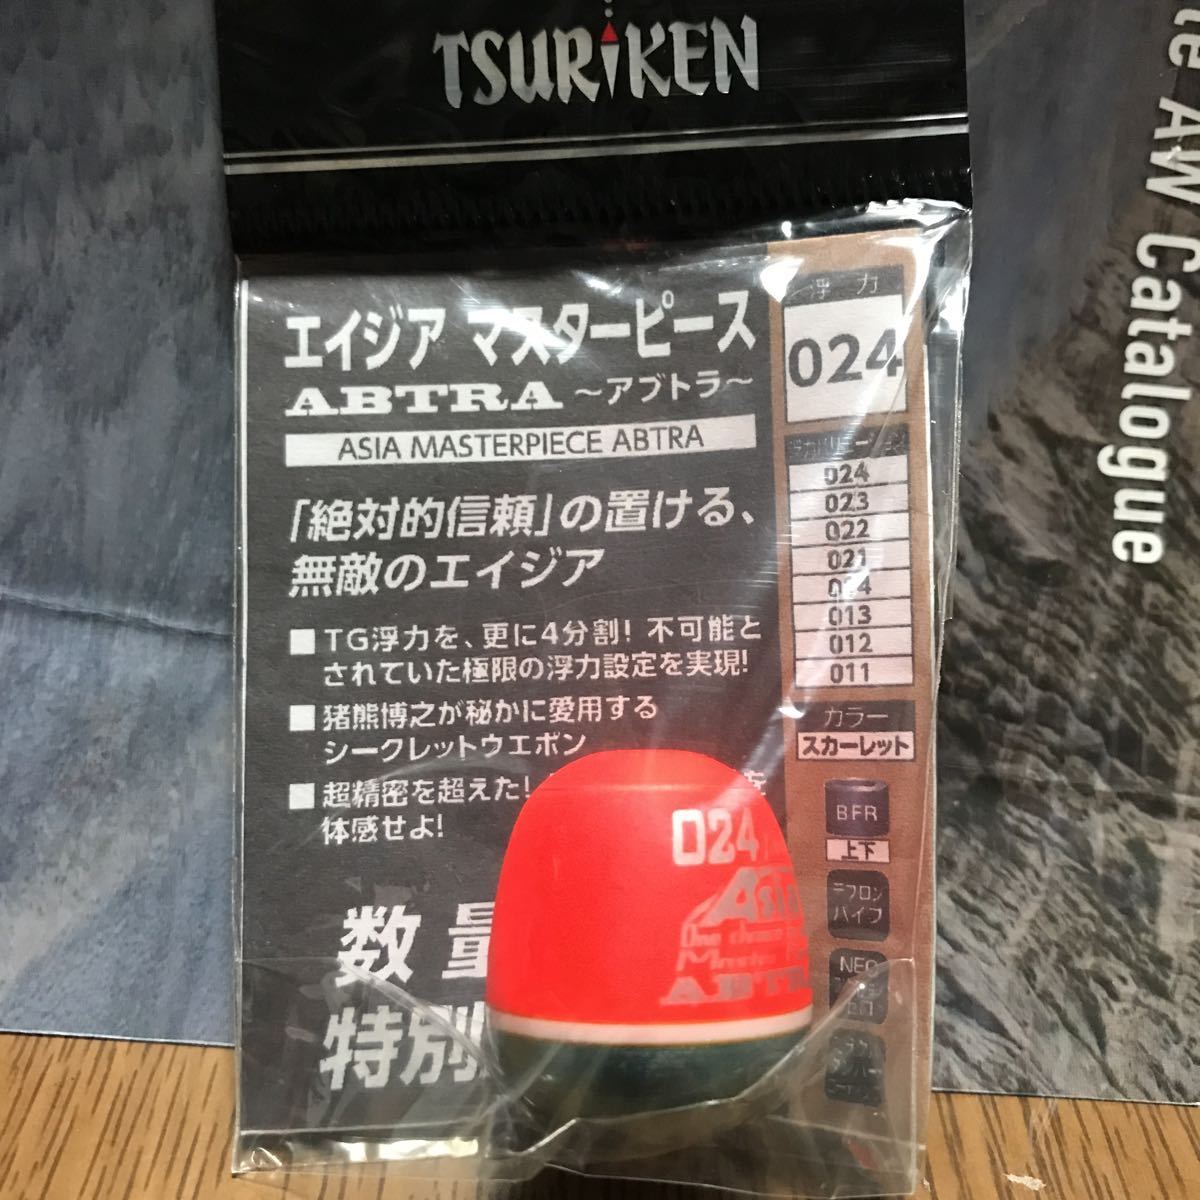 TSURiKEN
エイジア マスターピース
ABTRA ～アブトラ～
ASIA MASTERPIECE ABTRA
「絶対的信頼」の置ける、
無敵のエイジア
■TG浮力を、更に4分割! 不可能と
されていた極限の浮力設定を実現!
■猪熊博之が秘かに愛用する
シークレットウエポン
■超精密を超えた!
を
体感せよ!
数量
特別
浮力
024
024
023
022
021
013
012
011
カラー
スカーレット
BFR
上下
テフロン
パイプ
NEO
024
Asia
One
Master
ABTRA
AW Catalogue